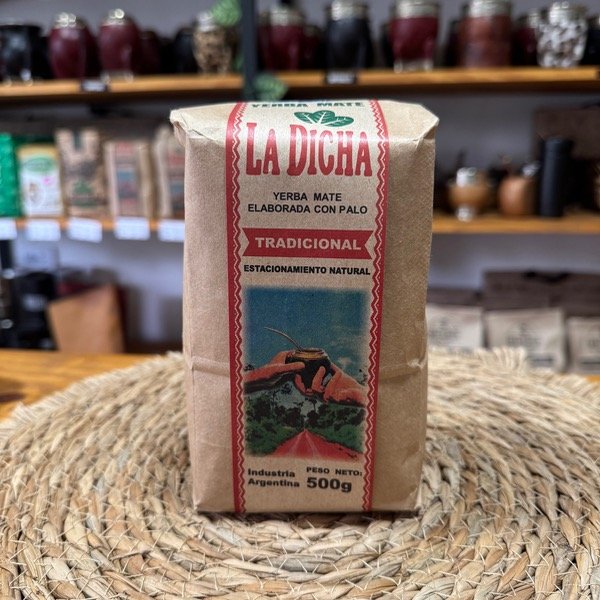 YERBA MATE
LA DICHA
YERBA MATE
ELABORADA CON PALO
TRADICIONAL
ESTACIONAMIENTO NATURAL
Industria
Argentina
PESO NETO:
500g